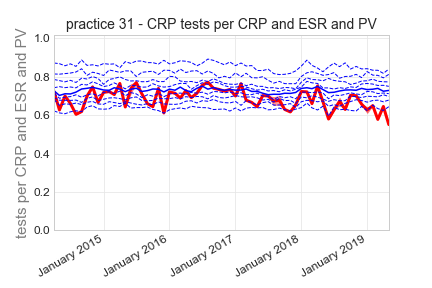 practice 31 - CRP tests per CRP and ESR and PV
tests per CRP and ESR and PV
1.0
0.8
0.6
0.4
0.2
0.0
January 2015
January 2016
January 2017
January 2018
January 2019